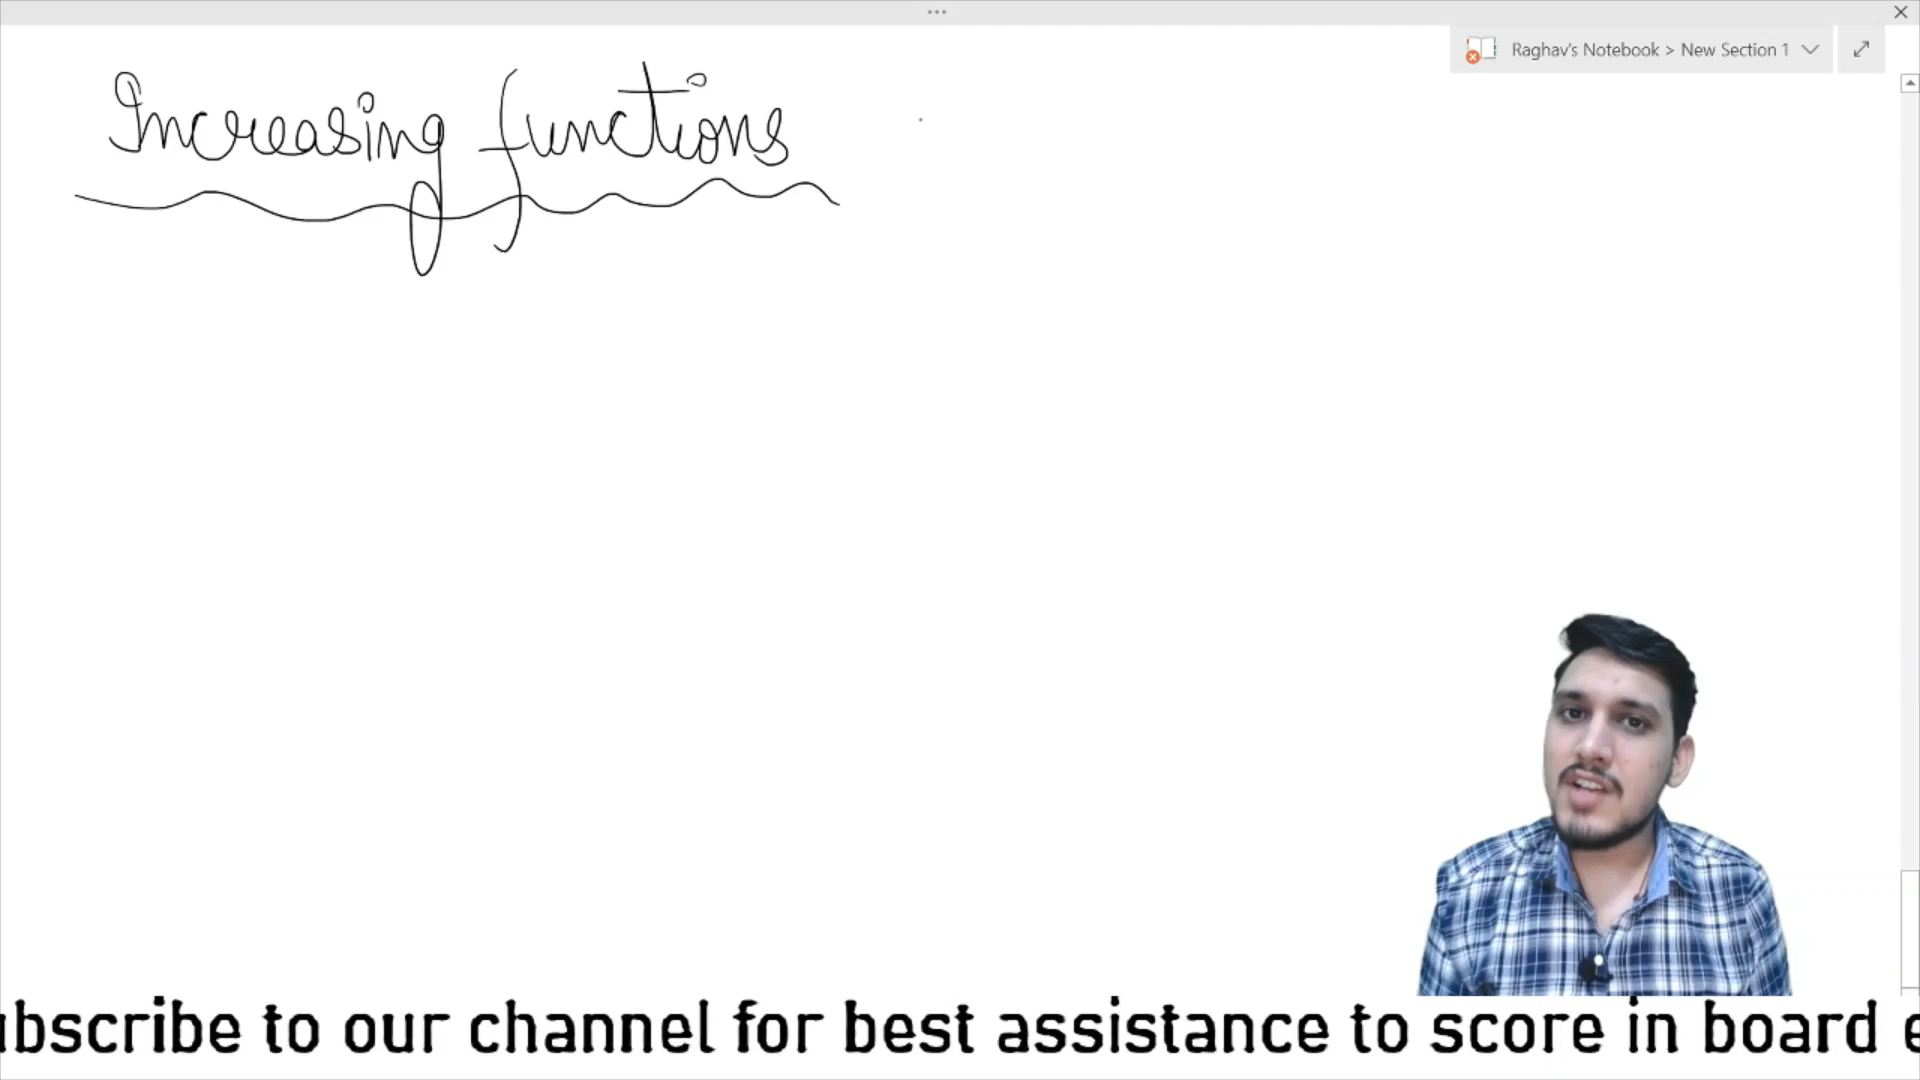 Raghav's Notebook > New Section 1
Increasing functions
ubscribe to our channel for best assistance to score in board e